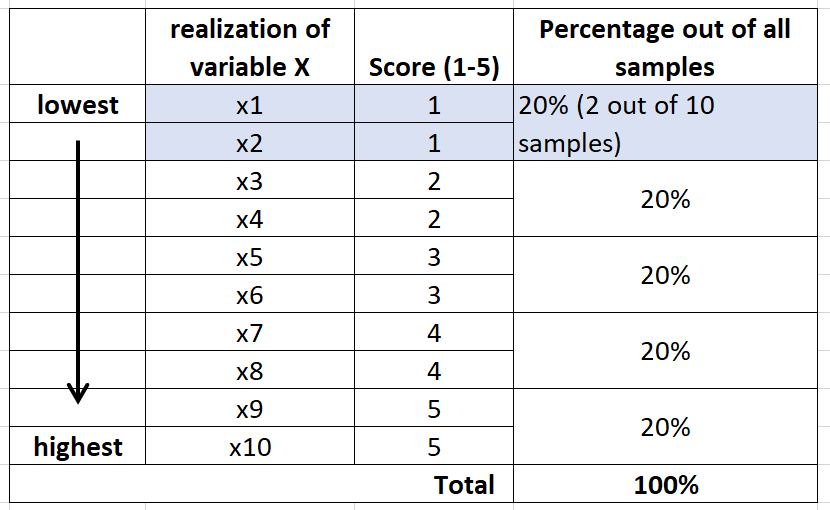 realization of
variable X
Score (1-5)
Percentage out of all
samples
lowest
x1
1
20% (2 out of 10
samples)
x2
1
x3
2
20%
x4
2
x5
3
20%
x6
3
x7
4
20%
x8
4
x9
5
20%
highest
x10
5
Total
100%